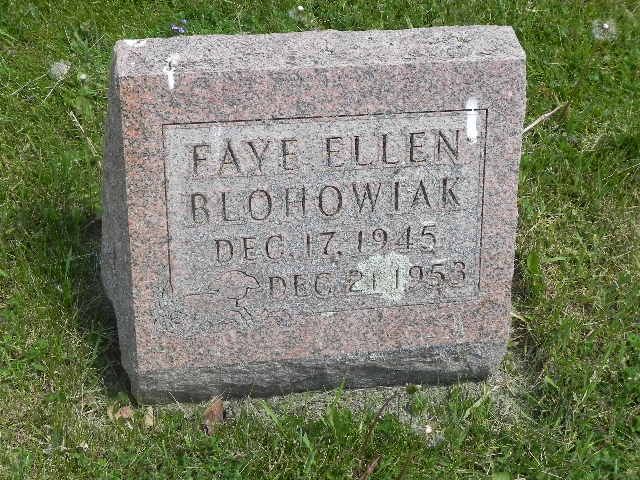 FAYE ELLEN
BLOHOWIAK
DEC. 17, 1945
DEC. 21 1953